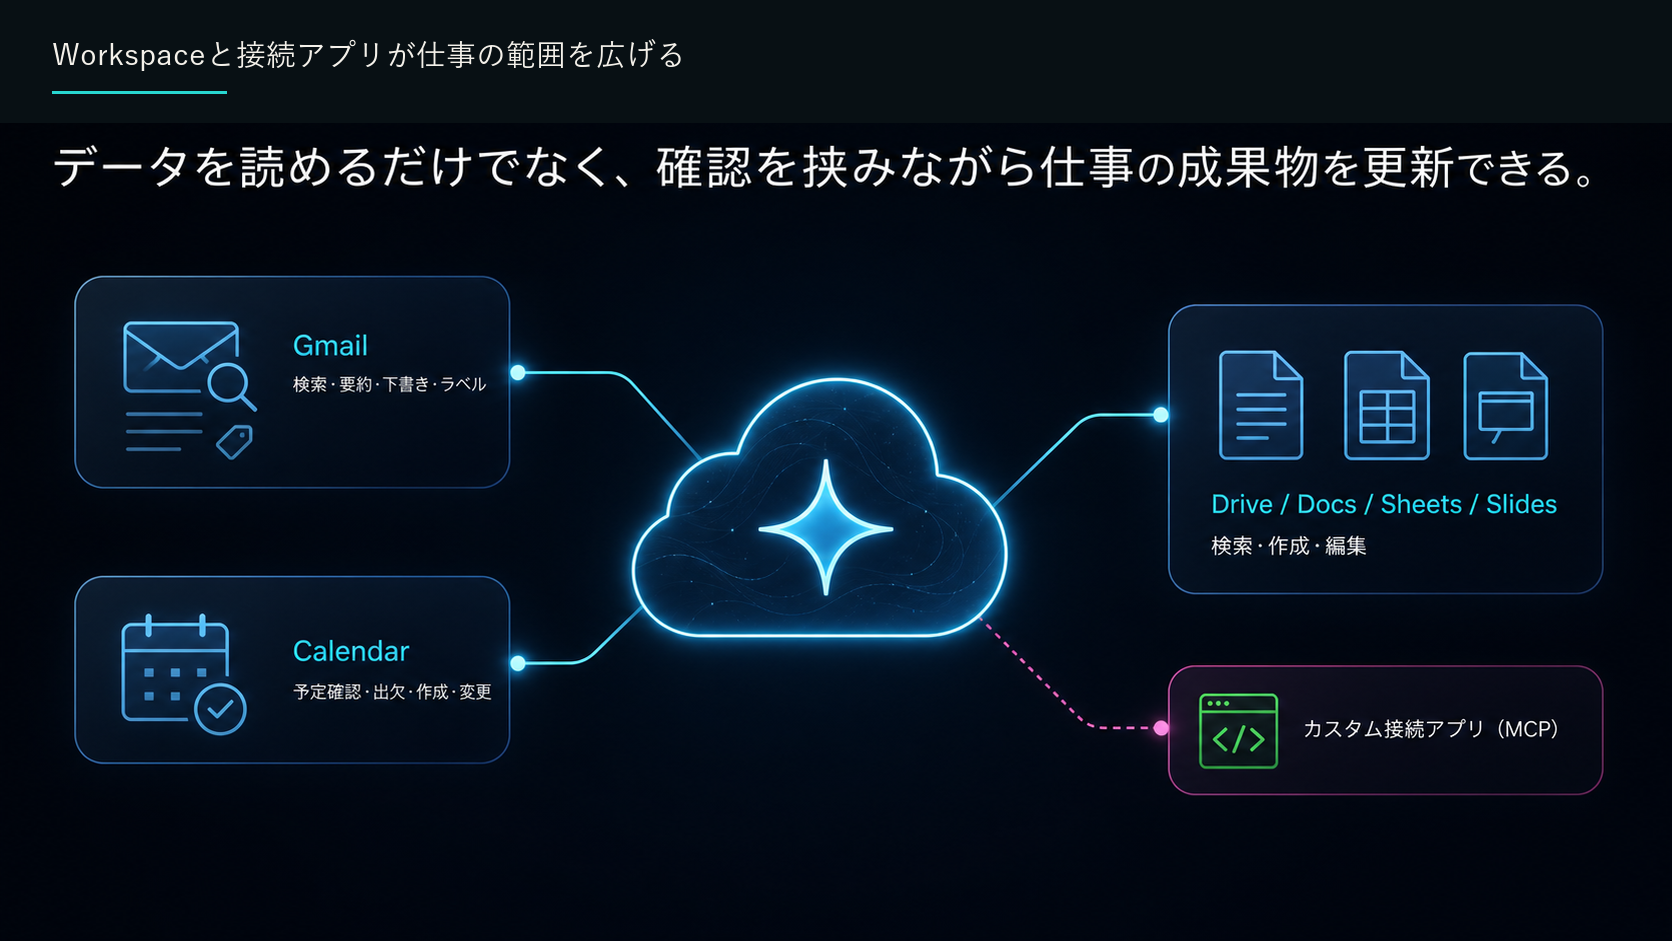 Workspaceと接続アプリが仕事の範囲を広げる
データを読めるだけでなく、確認を挟みながら仕事の成果物を更新できる。
Gmail
検索・要約・下書き・ラベル
Calendar
予定確認・出欠・作成・変更
Drive / Docs / Sheets / Slides
検索・作成・編集
</>
カスタム接続アプリ（MCP）